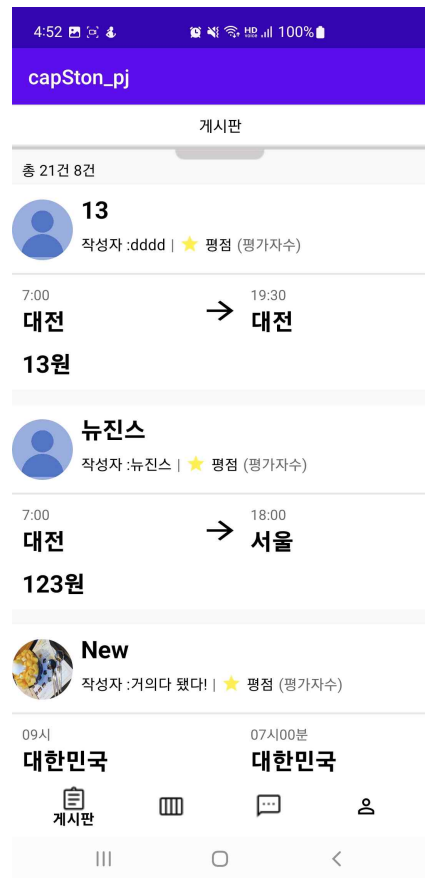 4:52 HD 100%
capSton_pj
게시판
총 21건 8건
13
작성자 :dddd | 평점 (평가자수)
7:00 19:30
대전 → 대전
13원
뉴진스
작성자 :뉴진스 | 평점 (평가자수)
7:00 18:00
대전 → 서울
123원
New
작성자 :거의다 됐다! | 평점 (평가자수)
09시 07시00분
대한민국 대한민국
게시판